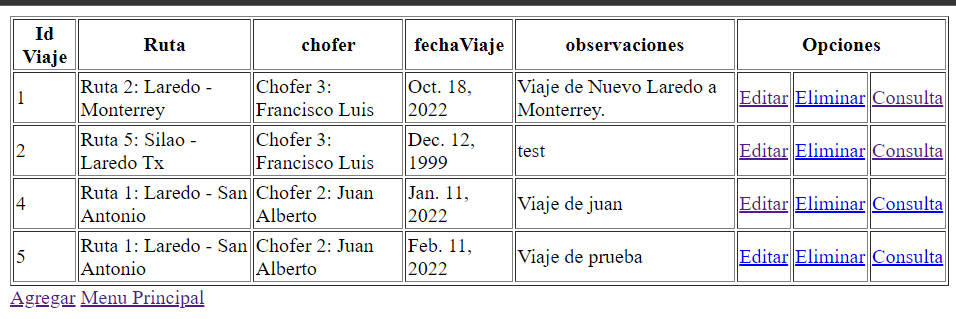 Id Viaje Ruta chofer fechaViaje observaciones Opciones
1 Ruta 2: Laredo - Monterrey Chofer 3: Francisco Luis Oct. 18, 2022 Viaje de Nuevo Laredo a Monterrey. Editar Eliminar Consulta
2 Ruta 5: Silao - Laredo Tx Chofer 3: Francisco Luis Dec. 12, 1999 test Editar Eliminar Consulta
4 Ruta 1: Laredo - San Antonio Chofer 2: Juan Alberto Jan. 11, 2022 Viaje de juan Editar Eliminar Consulta
5 Ruta 1: Laredo - San Antonio Chofer 2: Juan Alberto Feb. 11, 2022 Viaje de prueba Editar Eliminar Consulta
Agregar Menu Principal